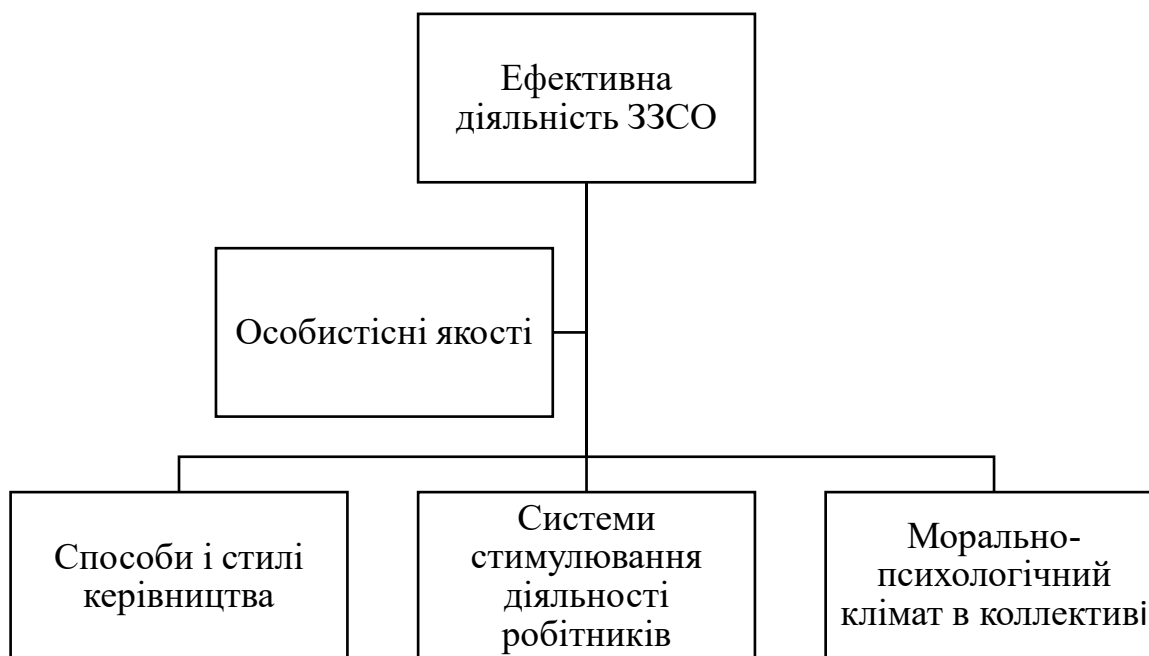 Ефективна
діяльність ЗЗСО
Особистісні якості
Способи і стилі
керівництва
Системи
стимулювання
діяльності
робітників
Морально-
психологічний
клімат в коллективі